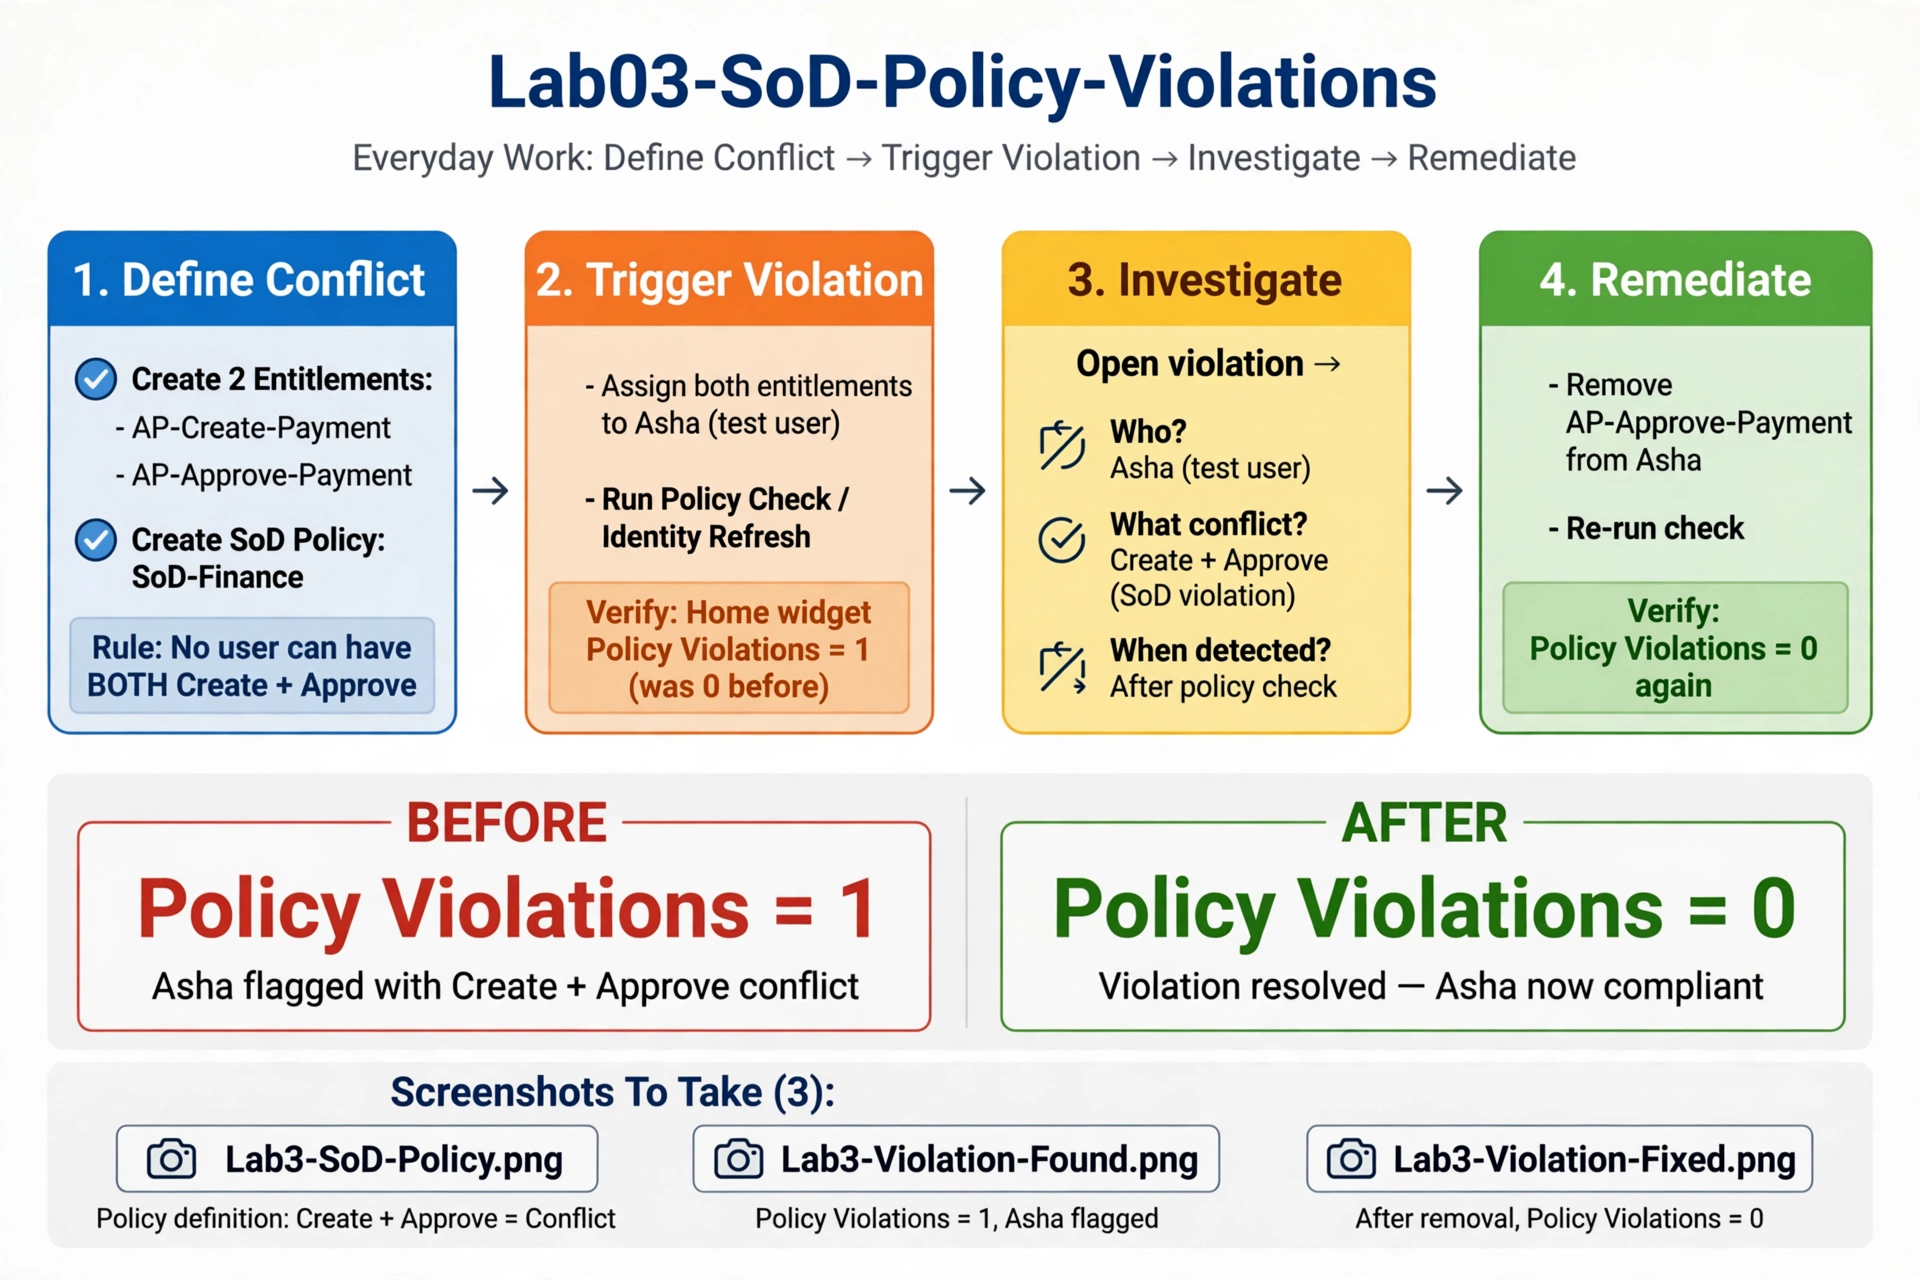 Lab03-SoD-Policy-Violations
Everyday Work: Define Conflict → Trigger Violation → Investigate → Remediate
1. Define Conflict
Create 2 Entitlements:
- AP-Create-Payment
- AP-Approve-Payment
Create SoD Policy:
SoD-Finance
Rule: No user can have
BOTH Create + Approve
2. Trigger Violation
- Assign both entitlements
to Asha (test user)
- Run Policy Check /
Identity Refresh
Verify: Home widget
Policy Violations = 1
(was 0 before)
3. Investigate
Open violation →
Who?
Asha (test user)
What conflict?
Create + Approve
(SoD violation)
When detected?
After policy check
4. Remediate
- Remove
AP-Approve-Payment
from Asha
- Re-run check
Verify:
Policy Violations = 0
again
BEFORE
Policy Violations = 1
Asha flagged with Create + Approve conflict
AFTER
Policy Violations = 0
Violation resolved — Asha now compliant
Screenshots To Take (3):
Lab3-SoD-Policy.png
Policy definition: Create + Approve = Conflict
Lab3-Violation-Found.png
Policy Violations = 1, Asha flagged
Lab3-Violation-Fixed.png
After removal, Policy Violations = 0